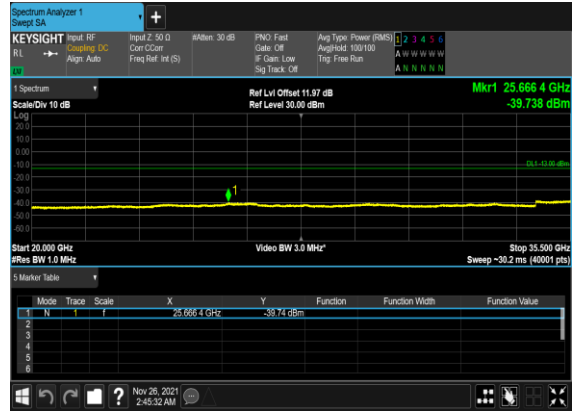 Spectrum Analyzer 1
Swept SA
+
KEYSIGHT Input: RF Input Z: 50 Ω #Atten: 30 dB PNO: Fast Avg Type: Power (RMS) 1 2 3 4 5 6
RL Coupling: DC Corr CCorr Gate: Off Avg|Hold: 100/100 A W W W W W
Align: Auto Freq Ref: Int (S) IF Gain: Low Trig: Free Run
Sig Track: Off A N N N N N
1 Spectrum Ref Lvl Offset 11.97 dB Mkr1 25.666 4 GHz
Scale/Div 10 dB Ref Level 30.00 dBm -39.738 dBm
Log
20.0
10.0
0.00
-10.0 DL1 -13.00 dBm
-20.0
-30.0
1
-40.0
-50.0
-60.0
Start 20.000 GHz Video BW 3.0 MHz* Stop 35.500 GHz
#Res BW 1.0 MHz Sweep ~30.2 ms (40001 pts)
5 Marker Table
Mode Trace Scale X Y Function Function Width Function Value
1 N 1 f 25.666 4 GHz -39.74 dBm
2
3
4
5
6
? Nov 26, 2021
2:45:32 AM